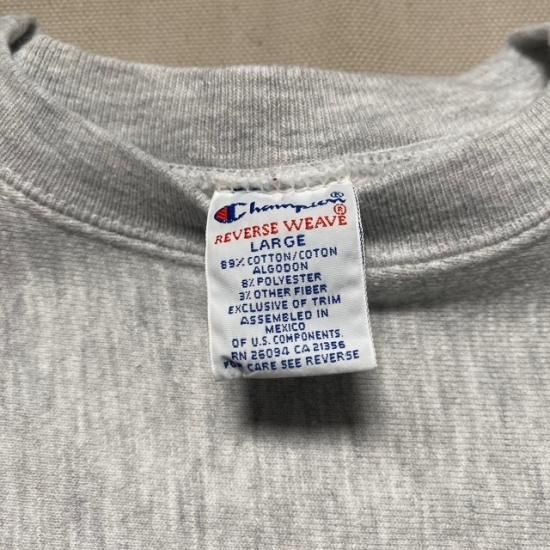 Champion®
REVERSE WEAVE®
LARGE
89% COTTON/COTON
ALGODON
8% POLYESTER
3% OTHER FIBER
EXCLUSIVE OF TRIM
ASSEMBLED IN
MEXICO
OF U.S. COMPONENTS.
RN 26094 CA 21356
FOR CARE SEE REVERSE